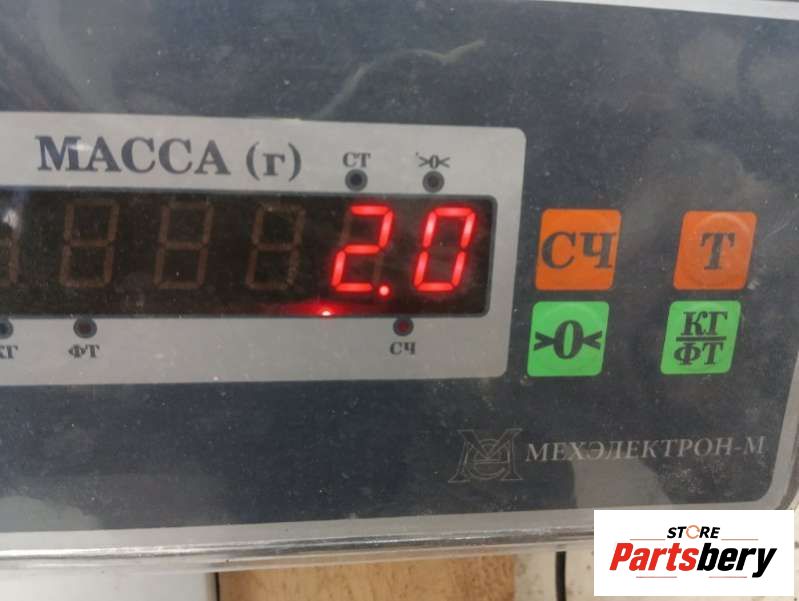 МАССА (г)
СТ >0<
2.0
КГ ФТ СЧ
СЧ Т
>0< КГ
ФТ
МЕХЭЛЕКТРОН-М
STORE
Partsbery